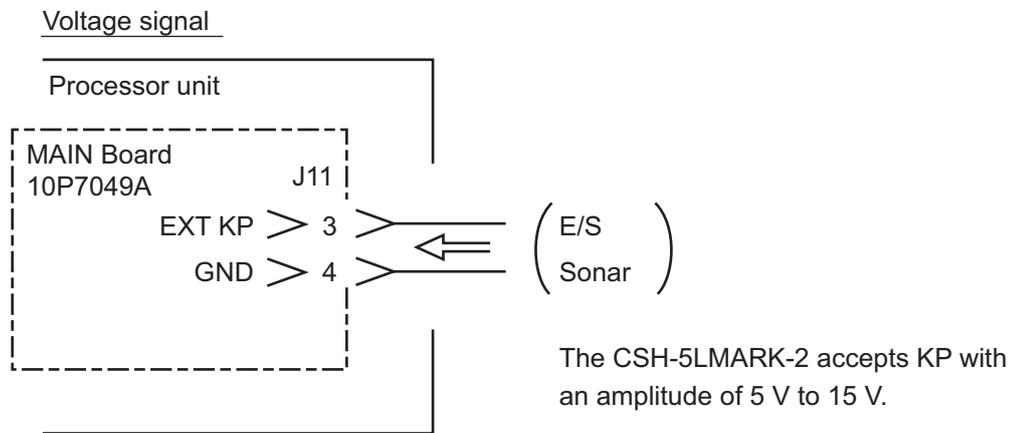 Voltage signal
Processor unit
MAIN Board
10P7049A
J11
EXT KP 3
GND 4
E/S
Sonar
The CSH-5LMARK-2 accepts KP with
an amplitude of 5 V to 15 V.